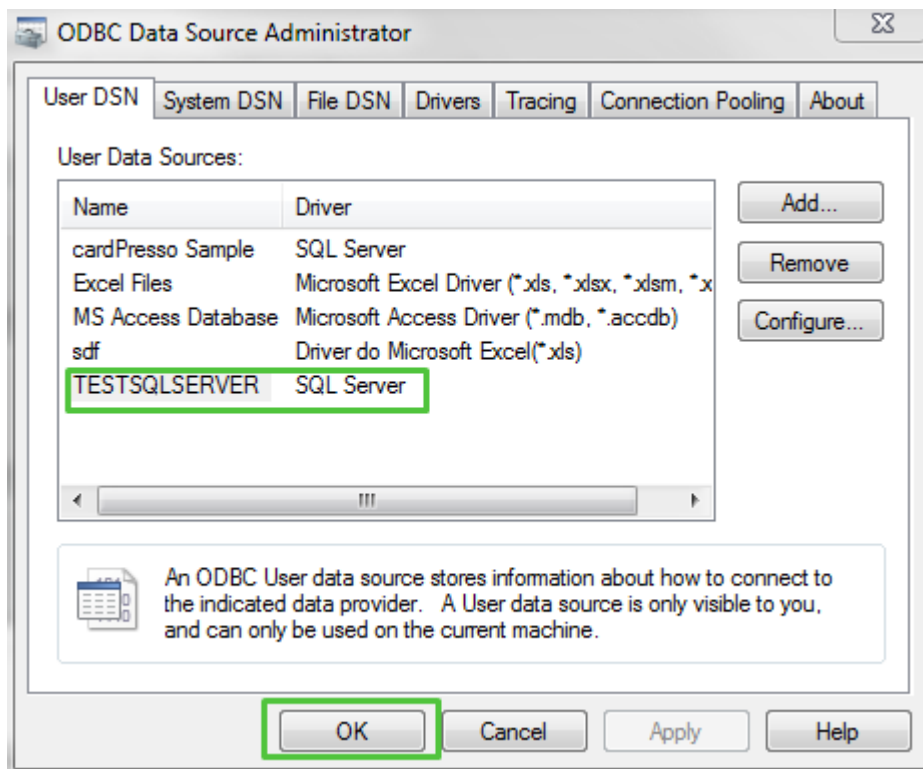 ODBC Data Source Administrator
User DSN System DSN File DSN Drivers Tracing Connection Pooling About
User Data Sources:
Name Driver
cardPresso Sample SQL Server
Excel Files Microsoft Excel Driver (*.xls, *.xlsx, *.xlsm, *.x
MS Access Database Microsoft Access Driver (*.mdb, *.accdb)
sdf Driver do Microsoft Excel(*.xls)
TESTSQLSERVER SQL Server
Add...
Remove
Configure...
An ODBC User data source stores information about how to connect to
the indicated data provider. A User data source is only visible to you,
and can only be used on the current machine.
OK Cancel Apply Help